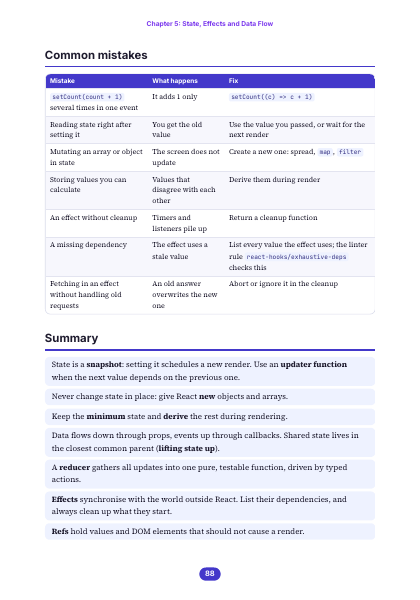 Chapter 5: State, Effects and Data Flow
Common mistakes
Mistake What happens Fix
setCount(count + 1) It adds 1 only setCount((c) => c + 1)
several times in one event
Reading state right after You get the old Use the value you passed, or wait for the
setting it value next render
Mutating an array or object The screen does not Create a new one: spread, map, filter
in state update
Storing values you can Values that Derive them during render
calculate disagree with each
other
An effect without cleanup Timers and Return a cleanup function
listeners pile up
A missing dependency The effect uses a List every value the effect uses; the linter
stale value rule react-hooks/exhaustive-deps
checks this
Fetching in an effect An old answer Abort or ignore it in the cleanup
without handling old overwrites the new
requests one
Summary
State is a snapshot: setting it schedules a new render. Use an updater function
when the next value depends on the previous one.
Never change state in place: give React new objects and arrays.
Keep the minimum state and derive the rest during rendering.
Data flows down through props, events up through callbacks. Shared state lives in
the closest common parent (lifting state up).
A reducer gathers all updates into one pure, testable function, driven by typed
actions.
Effects synchronise with the world outside React. List their dependencies, and
always clean up what they start.
Refs hold values and DOM elements that should not cause a render.
88